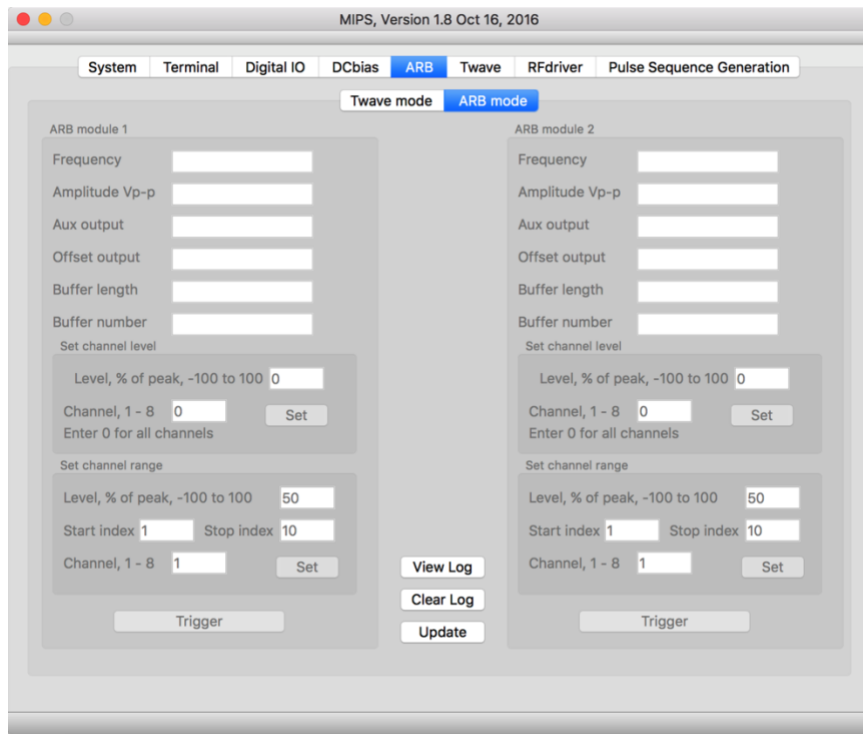 MIPS, Version 1.8 Oct 16, 2016
System Terminal Digital IO DCbias ARB Twave RFdriver Pulse Sequence Generation
Twave mode ARB mode
ARB module 1
Frequency
Amplitude Vp-p
Aux output
Offset output
Buffer length
Buffer number
Set channel level
Level, % of peak, -100 to 100 0
Channel, 1 - 8 0 Set
Enter 0 for all channels
Set channel range
Level, % of peak, -100 to 100 50
Start index 1 Stop index 10
Channel, 1 - 8 1 Set
Trigger
View Log
Clear Log
Update
ARB module 2
Frequency
Amplitude Vp-p
Aux output
Offset output
Buffer length
Buffer number
Set channel level
Level, % of peak, -100 to 100 0
Channel, 1 - 8 0 Set
Enter 0 for all channels
Set channel range
Level, % of peak, -100 to 100 50
Start index 1 Stop index 10
Channel, 1 - 8 1 Set
Trigger